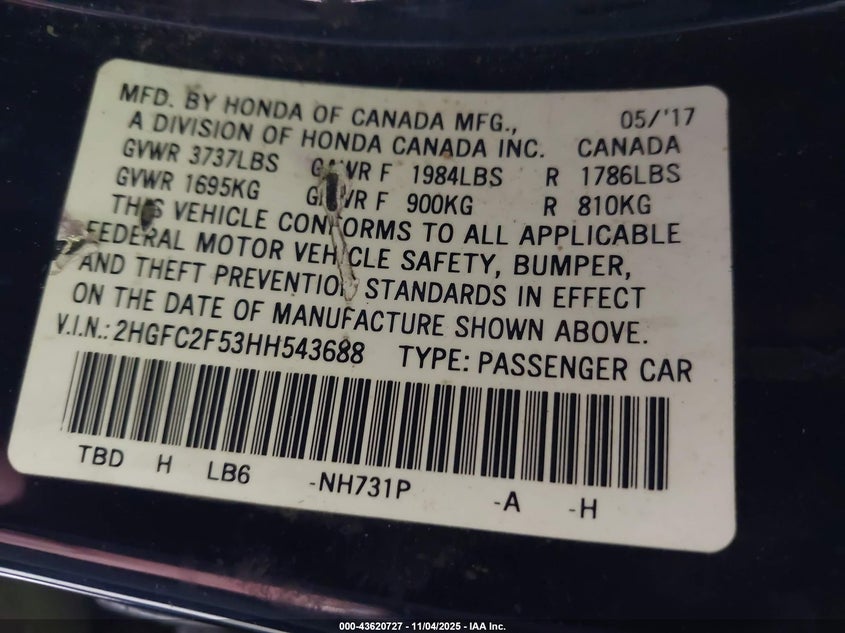 MFD. BY HONDA OF CANADA MFG., 05/'17
A DIVISION OF HONDA CANADA INC. CANADA
GVWR 3737LBS GAWR F 1984LBS R 1786LBS
GVWR 1695KG GAWR F 900KG R 810KG
THIS VEHICLE CONFORMS TO ALL APPLICABLE
FEDERAL MOTOR VEHICLE SAFETY, BUMPER,
AND THEFT PREVENTION STANDARDS IN EFFECT
ON THE DATE OF MANUFACTURE SHOWN ABOVE.
V.I.N.: 2HGFC2F53HH543688 TYPE: PASSENGER CAR
TBD H LB6 -NH731P -A -H
000-43620727 - 11/04/2025 - IAA Inc.